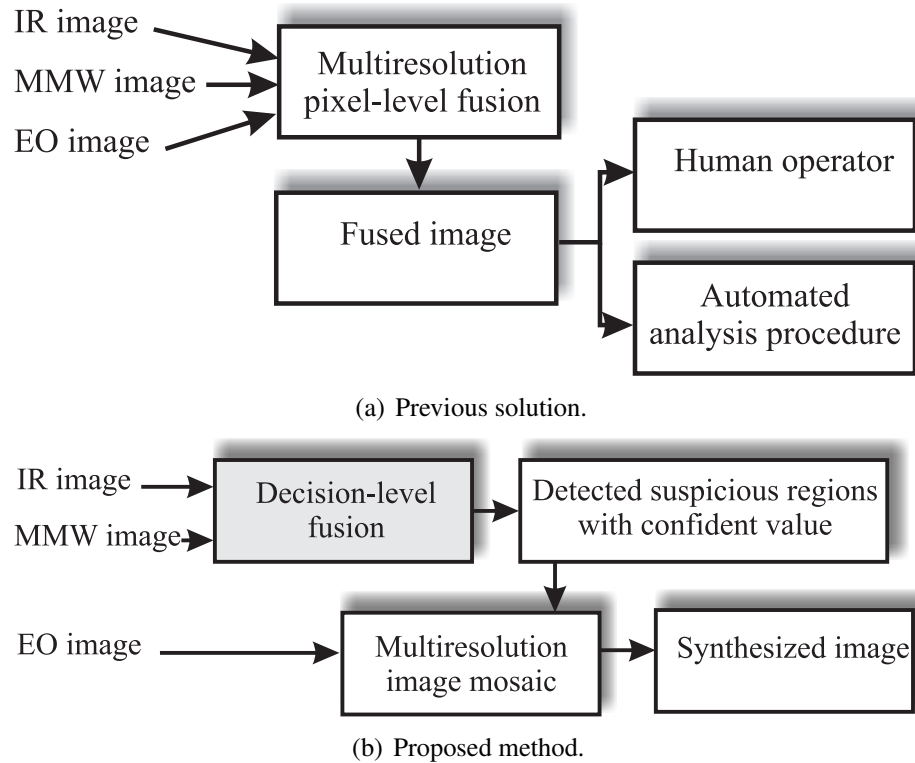 IR image
MMW image
EO image
Multiresolution
pixel-level fusion
Fused image
Human operator
Automated
analysis procedure
(a) Previous solution.
IR image
MMW image
EO image
Decision-level
fusion
Detected suspicious regions
with confident value
Multiresolution
image mosaic
Synthesized image
(b) Proposed method.